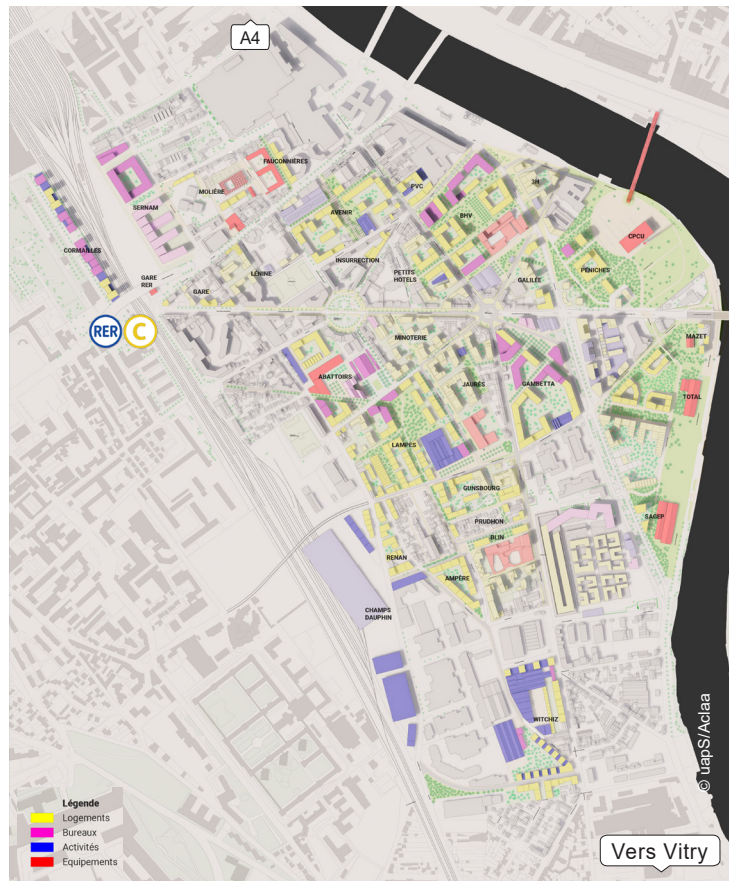 A4
FAUCONNIÈRES
MOLIÈRE
SERNAM
PVC
3H
AVENIR
BHV
CPCU
CORMAILLES
INSURRECTION
PETITS
HOTELS
LÉNINE
GALILÉE
PÉNICHES
GARE
RER
GARE
RER
C
MINOTERIE
MAZET
ABATTOIRS
JAURÈS
GAMBETTA
TOTAL
LAMPES
GUNSBOURG
PRUDHON
SAGEP
BLIN
RENAN
AMPÈRE
CHAMPS
DAUPHIN
WITCHIZ
© uapS/Aclaa
Légende
Logements
Bureaux
Activités
Equipements
Vers Vitry